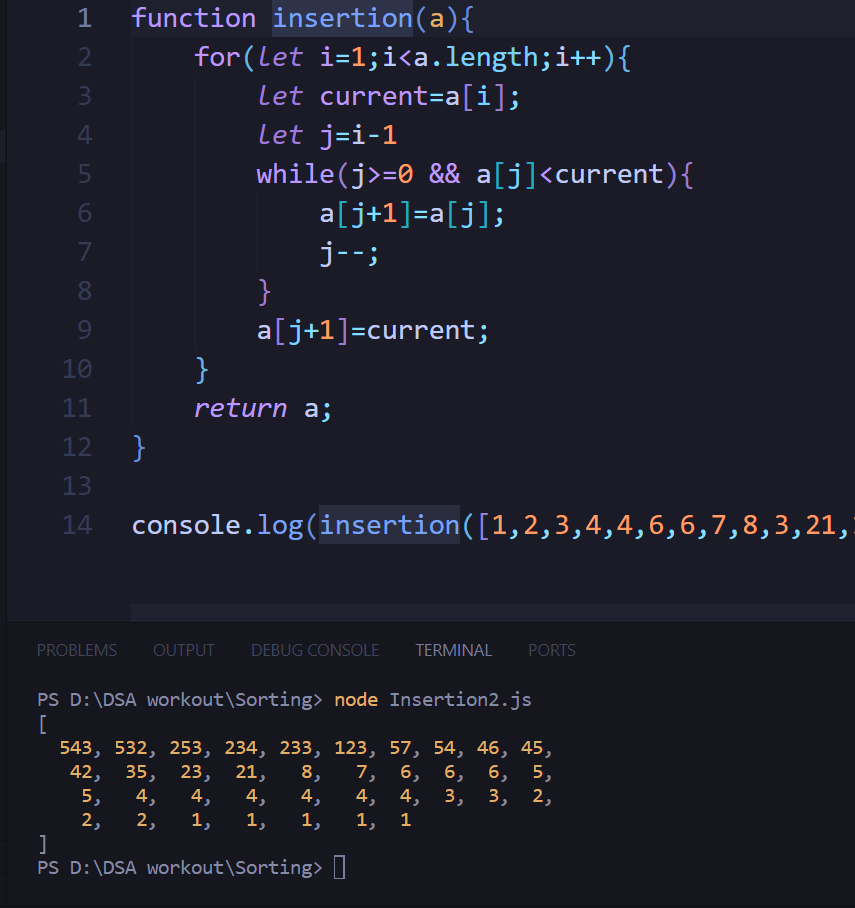 1 function insertion(a){
2 for(let i=1;i<a.length;i++){
3 let current=a[i];
4 let j=i-1
5 while(j>=0 && a[j]<current){
6 a[j+1]=a[j];
7 j--;
8 }
9 a[j+1]=current;
10 }
11 return a;
12 }
13
14 console.log(insertion([1,2,3,4,4,6,6,7,8,3,21,
PROBLEMS OUTPUT DEBUG CONSOLE TERMINAL PORTS
PS D:\DSA workout\Sorting> node Insertion2.js
[
543, 532, 253, 234, 233, 123, 57, 54, 46, 45,
42, 35, 23, 21, 8, 7, 6, 6, 6, 5,
5, 4, 4, 4, 4, 4, 4, 3, 3, 2,
2, 2, 1, 1, 1, 1, 1
]
PS D:\DSA workout\Sorting>